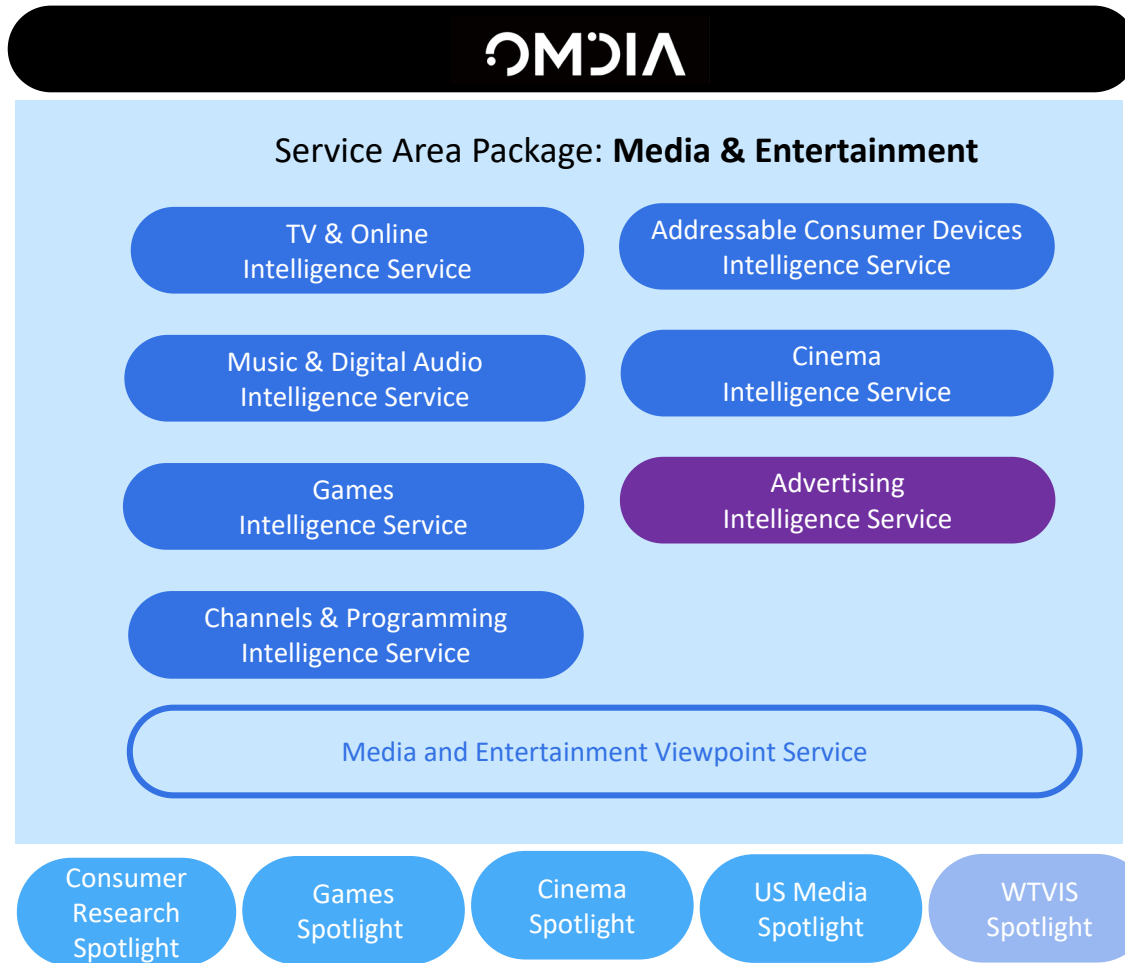 OMDIA
Service Area Package: Media & Entertainment
TV & Online
Intelligence Service
Addressable Consumer Devices
Intelligence Service
Music & Digital Audio
Intelligence Service
Cinema
Intelligence Service
Games
Intelligence Service
Advertising
Intelligence Service
Channels & Programming
Intelligence Service
Media and Entertainment Viewpoint Service
Consumer
Research
Spotlight
Games
Spotlight
Cinema
Spotlight
US Media
Spotlight
WTVIS
Spotlight